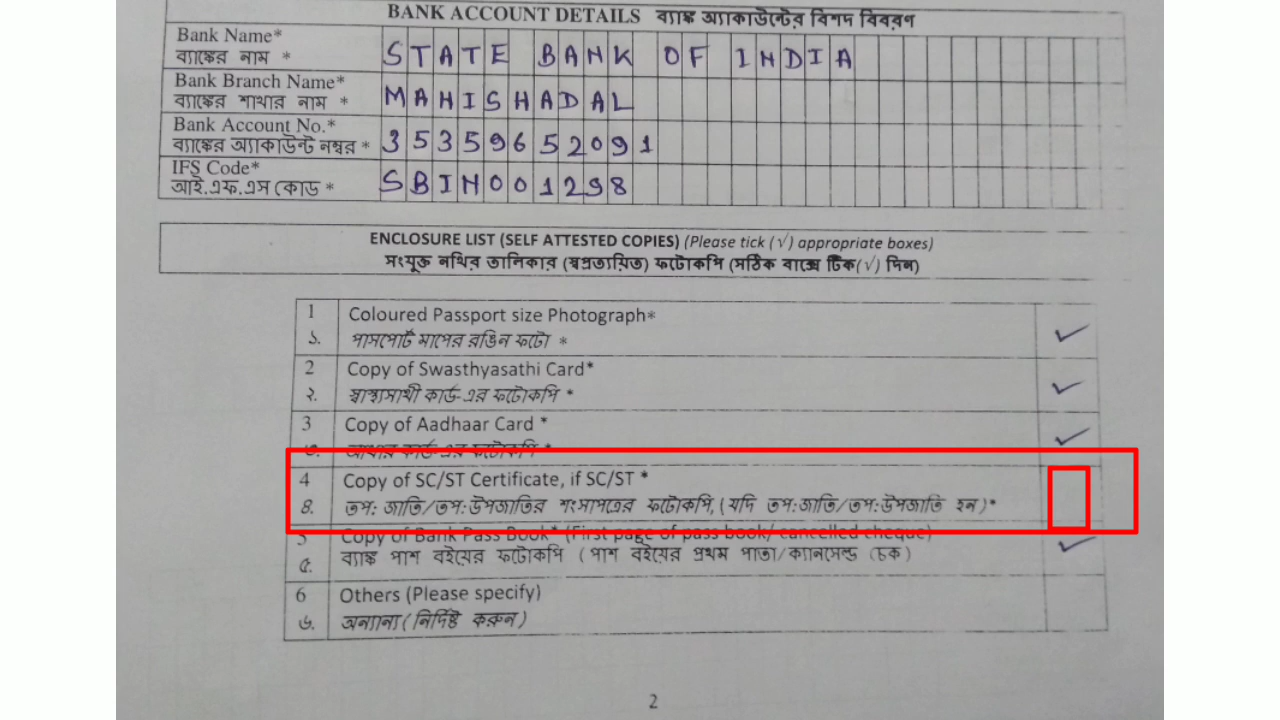 BANK ACCOUNT DETAILS ব্যাঙ্ক অ্যাকাউন্টের বিশদ বিবরণ
Bank Name* STATE BANK OF INDIA
ব্যাঙ্কের নাম *
Bank Branch Name* MAHISHADAL
ব্যাঙ্কের শাখার নাম *
Bank Account No.* 35359652091
ব্যাঙ্কের অ্যাকাউন্ট নম্বর *
IFS Code* SBIN001298
আই.এফ.এস কোড *
ENCLOSURE LIST (SELF ATTESTED COPIES) (Please tick (√) appropriate boxes)
সংযুক্ত নথির তালিকার (স্বপ্রত্যয়িত) ফটোকপি (সঠিক বাক্সে টিক(√) দিন)
1 Coloured Passport size Photograph* ✓
১. পাসপোর্ট মাপের রঙিন ফটো *
2 Copy of Swasthyasathi Card* ✓
২. স্বাস্থ্যসাথী কার্ড-এর ফটোকপি *
3 Copy of Aadhaar Card * ✓
৩. আধার কার্ড-এর ফটোকপি *
4 Copy of SC/ST Certificate, if SC/ST *
৪. তপ: জাতি/তপ:উপজাতির শংসাপত্রের ফটোকপি, (যদি তপ:জাতি/তপ:উপজাতি হন)*
5 Copy of Bank Pass Book* (First page of pass book/ cancelled cheque) ✓
৫. ব্যাঙ্ক পাশ বইয়ের ফটোকপি (পাশ বইয়ের প্রথম পাতা/ক্যানসেল্ড চেক)
6 Others (Please specify)
৬. অন্যান্য (নির্দিষ্ট করুন)
2